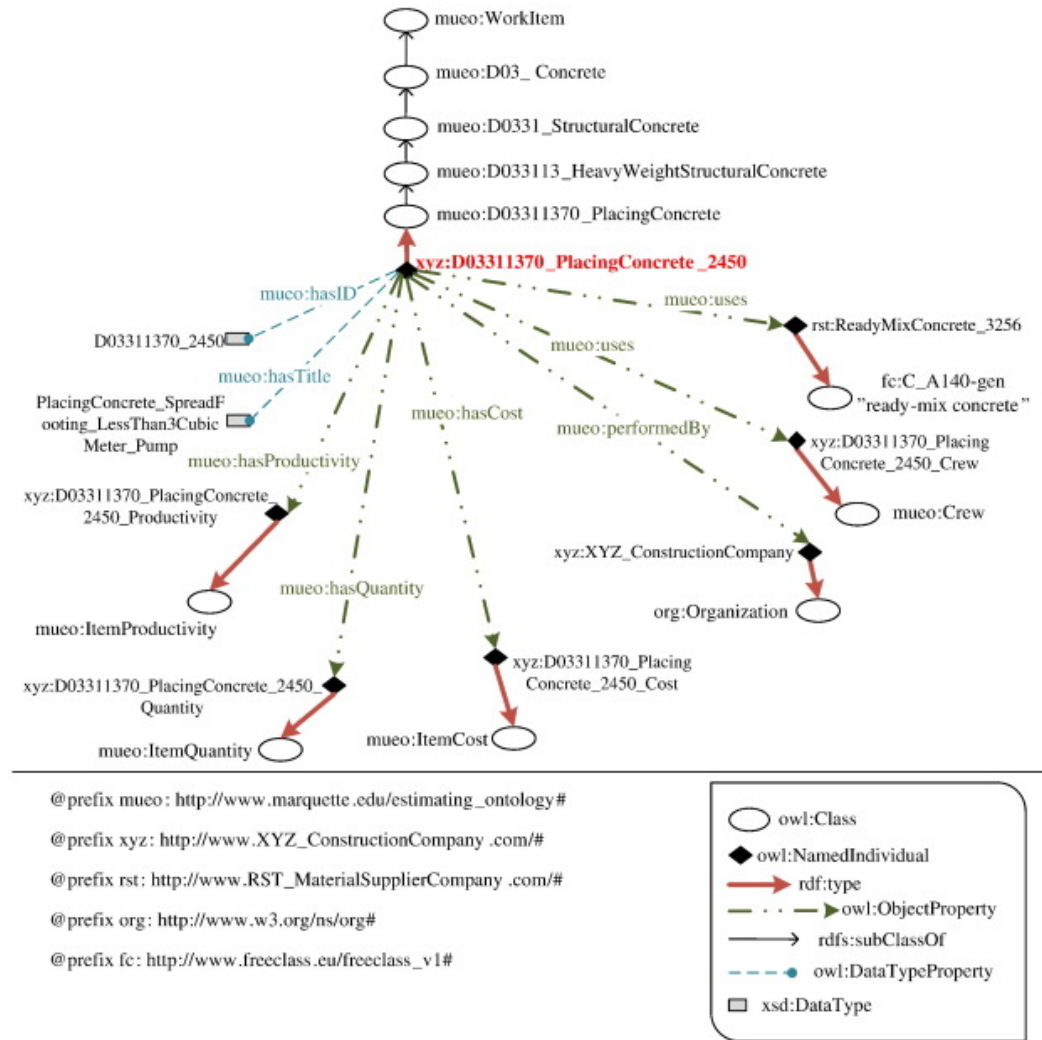 mueo:WorkItem
mueo:D03_ Concrete
mueo:D0331_StructuralConcrete
mueo:D033113_HeavyWeightStructuralConcrete
mueo:D03311370_PlacingConcrete
xyz:D03311370_PlacingConcrete_2450
mueo:hasID
mueo:uses
D03311370_2450
rst:ReadyMixConcrete_3256
mueo:uses
mueo:hasTitle
fc:C_A140-gen
"ready-mix concrete"
PlacingConcrete_SpreadF
ooting_LessThan3Cubic
Meter_Pump
mueo:hasCost
mueo:performedBy
xyz:D03311370_Placing
Concrete_2450_Crew
mueo:hasProductivity
xyz:D03311370_PlacingConcrete_
2450_Productivity
mueo:Crew
xyz:XYZ_ConstructionCompany
mueo:hasQuantity
org:Organization
mueo:ItemProductivity
xyz:D03311370_Placing
Concrete_2450_Cost
xyz:D03311370_PlacingConcrete_2450_
Quantity
mueo:ItemQuantity
mueo:ItemCost
@prefix mueo: http://www.marquette.edu/estimating_ontology#
@prefix xyz: http://www.XYZ_ConstructionCompany .com/#
@prefix rst: http://www.RST_MaterialSupplierCompany .com/#
@prefix org: http://www.w3.org/ns/org#
@prefix fc: http://www.freeclass.eu/freeclass_v1#
owl:Class
owl:NamedIndividual
rdf:type
owl:ObjectProperty
rdfs:subClassOf
owl:DataTypeProperty
xsd:DataType